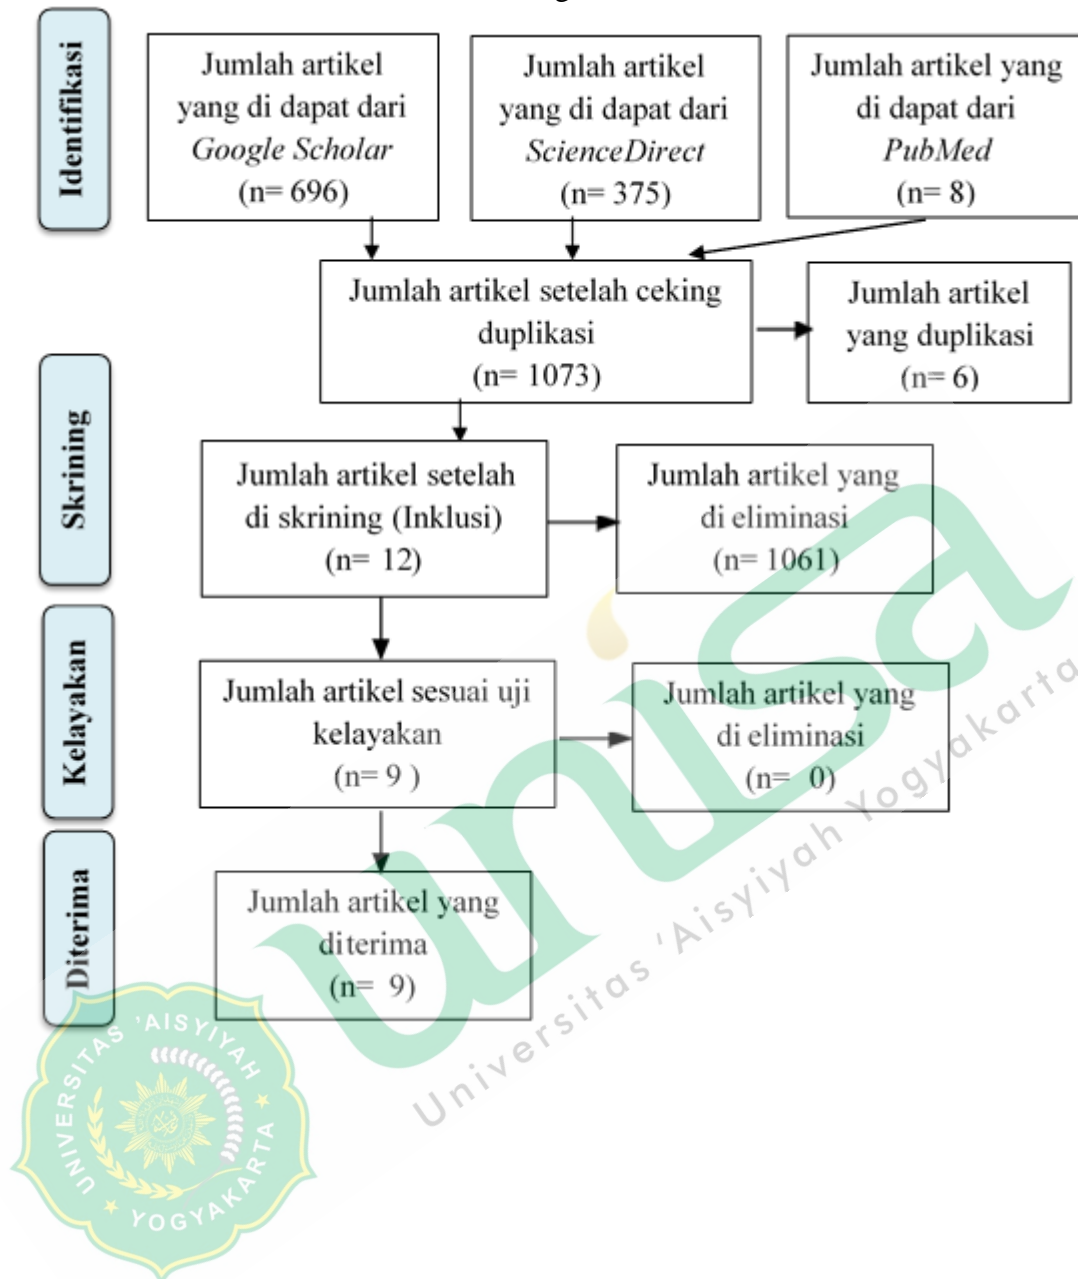 Identifikasi
Jumlah artikel
yang di dapat dari
Google Scholar
(n= 696)
Jumlah artikel
yang di dapat dari
ScienceDirect
(n= 375)
Jumlah artikel yang
di dapat dari
PubMed
(n= 8)
Jumlah artikel setelah ceking
duplikasi
(n= 1073)
Jumlah artikel
yang duplikasi
(n= 6)
Skrining
Jumlah artikel setelah
di skrining (Inklusi)
(n= 12)
Jumlah artikel yang
di eliminasi
(n= 1061)
Kelayakan
Jumlah artikel sesuai uji
kelayakan
(n= 9 )
Jumlah artikel yang
di eliminasi
(n= 0)
Diterima
Jumlah artikel yang
diterima
(n= 9)
unisa
Universitas 'Aisyiyah Yogyakarta
UNIVERSITAS 'AISYIYAH
YOGYAKARTA